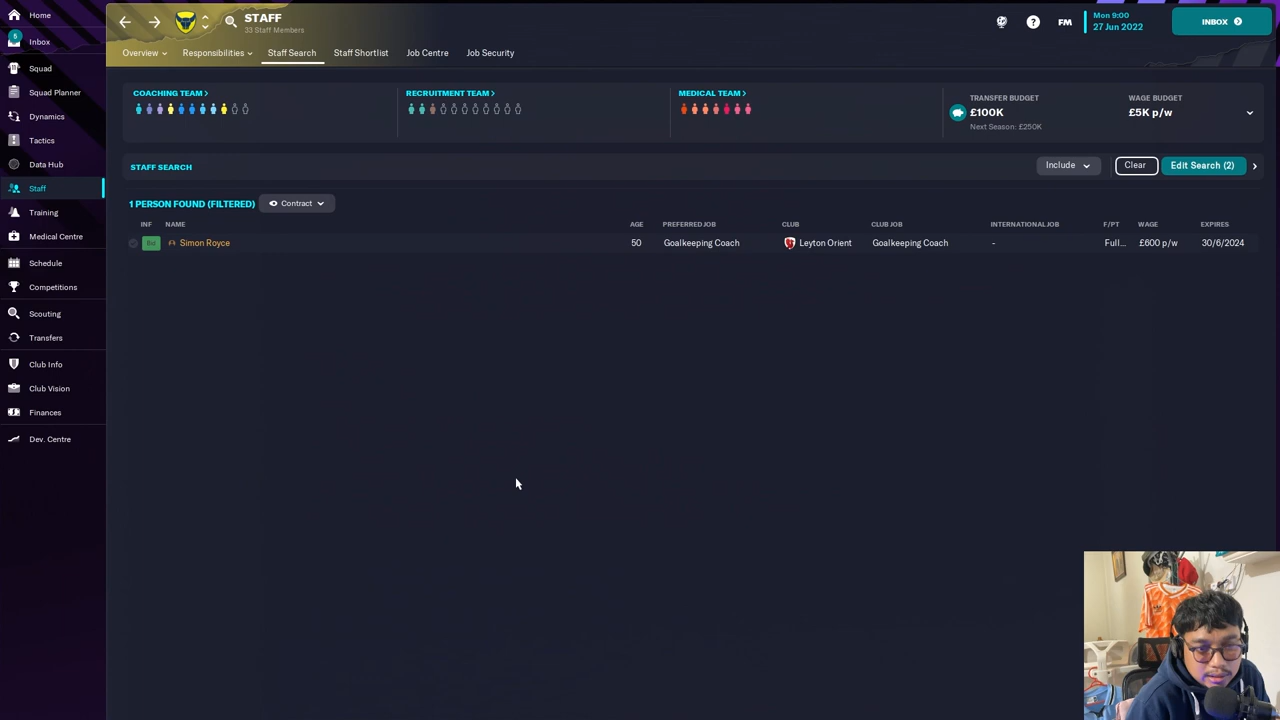 Home
STAFF
33 Staff Members
FM
Mon 9:00
27 Jun 2022
INBOX
5
Inbox
Overview
Responsibilities
Staff Search
Staff Shortlist
Job Centre
Job Security
Squad
Squad Planner
Dynamics
Tactics
Data Hub
Staff
Training
Medical Centre
Schedule
Competitions
Scouting
Transfers
Club Info
Club Vision
Finances
Dev. Centre
COACHING TEAM
RECRUITMENT TEAM
MEDICAL TEAM
TRANSFER BUDGET
£100K
Next Season: £250K
WAGE BUDGET
£5K p/w
STAFF SEARCH
Include
Clear
Edit Search (2)
1 PERSON FOUND (FILTERED)
Contract
INF NAME AGE PREFERRED JOB CLUB CLUB JOB INTERNATIONAL JOB F/PT WAGE EXPIRES
Simon Royce 50 Goalkeeping Coach Leyton Orient Goalkeeping Coach - Full... £600 p/w 30/6/2024